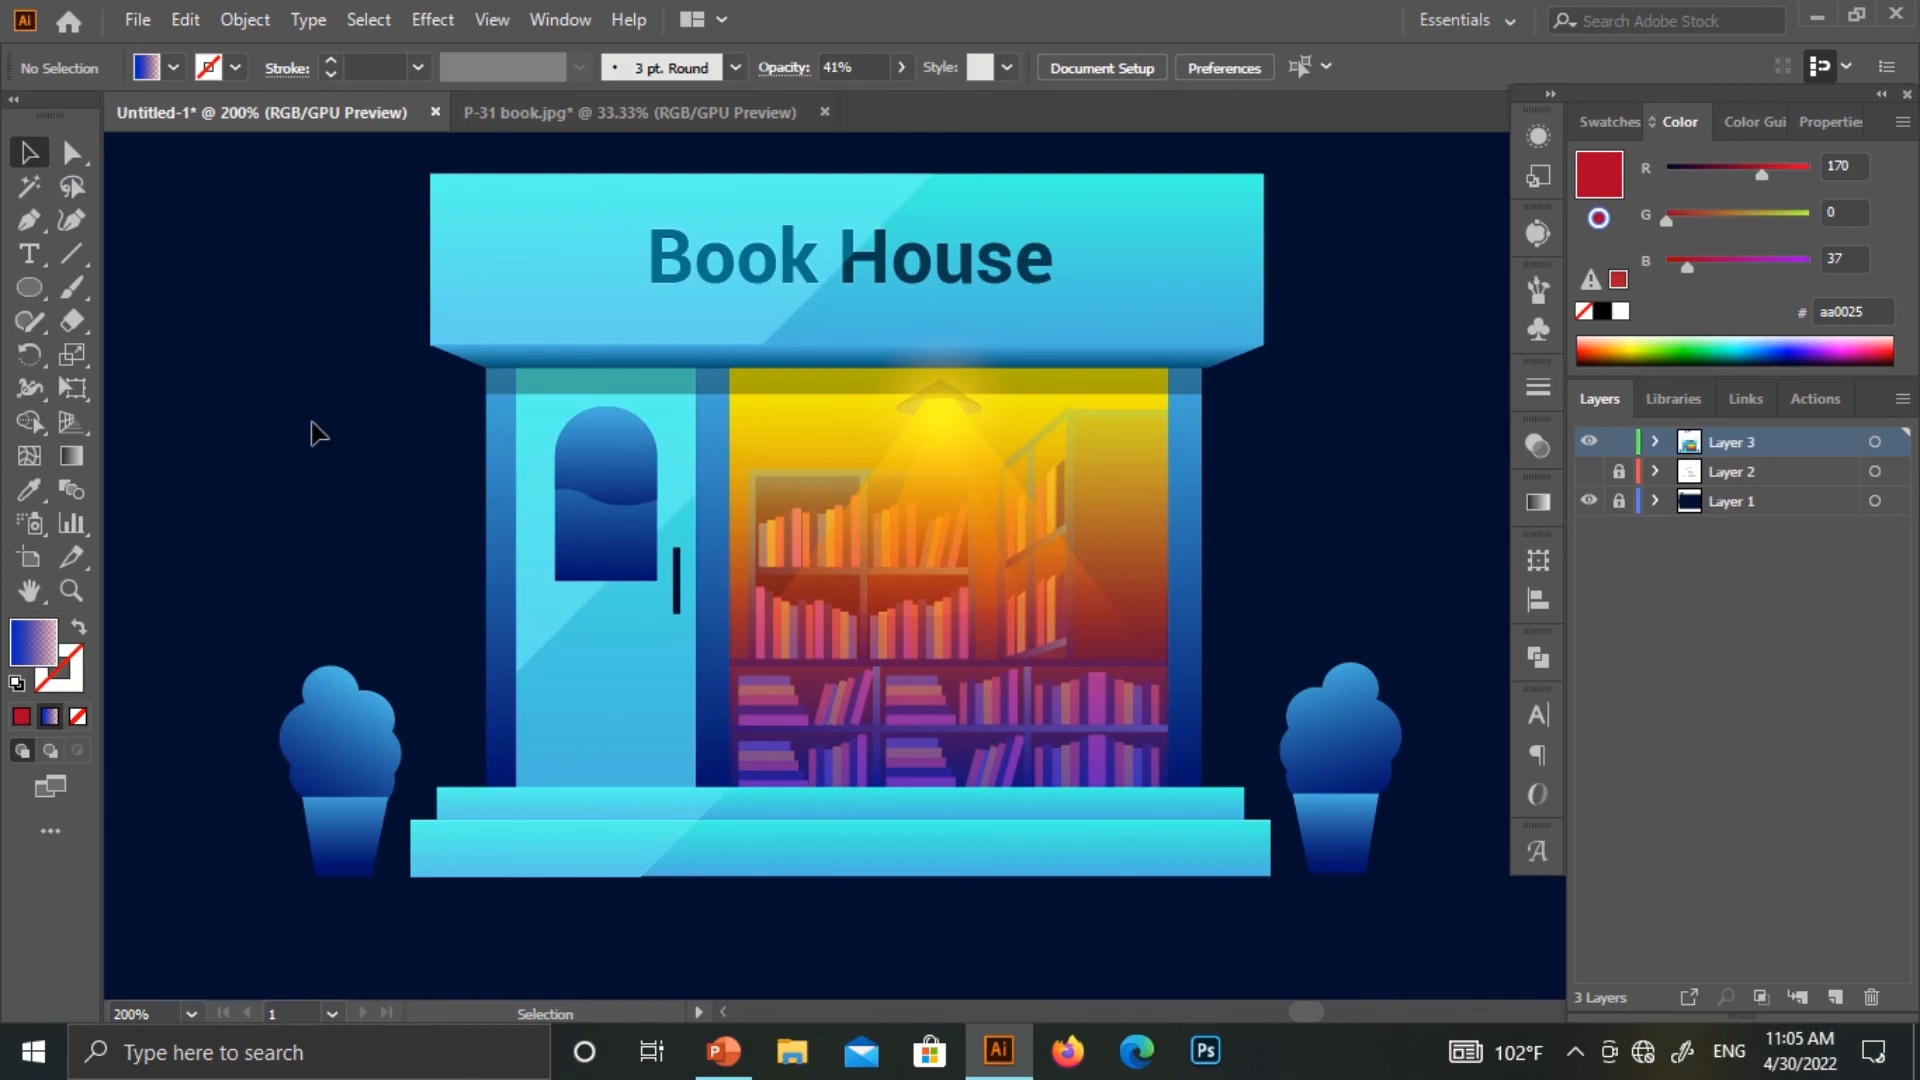 Ai File Edit Object Type Select Effect View Window Help Essentials Search Adobe Stock
No Selection Stroke: 3 pt. Round Opacity: 41% Style: Document Setup Preferences
Untitled-1* @ 200% (RGB/GPU Preview) × P-31 book.jpg* @ 33.33% (RGB/GPU Preview) ×
Swatches Color Color Gui Propertie
R 170
G 0
B 37
# aa0025
Book House
Layers Libraries Links Actions
Layer 3
Layer 2
Layer 1
3 Layers
200% 1 Selection
Type here to search
P Ai Ps
102°F ENG
11:05 AM
4/30/2022